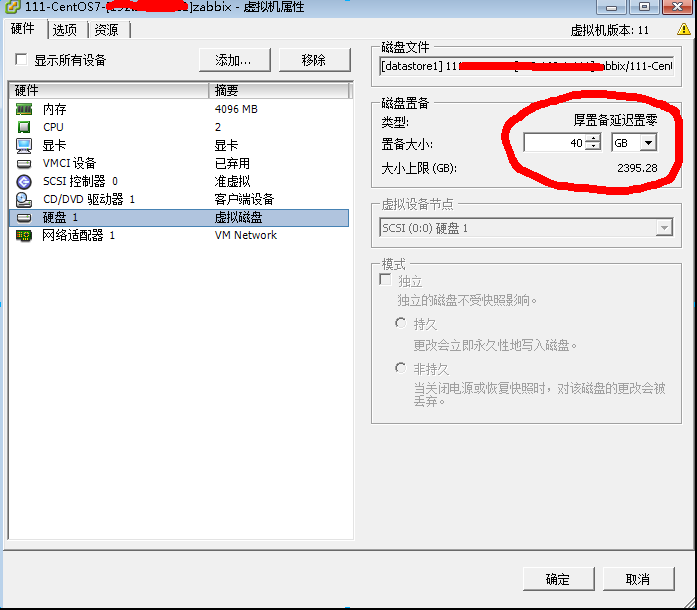 111-CentOS7-[192. ]zabbix - 虚拟机属性
硬件 选项 资源
虚拟机版本: 11
显示所有设备
添加... 移除
硬件 摘要
内存 4096 MB
CPU 2
显卡 显卡
VMCI 设备 已弃用
SCSI 控制器 0 准虚拟
CD/DVD 驱动器 1 客户端设备
硬盘 1 虚拟磁盘
网络适配器 1 VM Network
磁盘文件
[datastore1] 11 bbix/111-Cent
磁盘置备
类型: 厚置备延迟置零
置备大小: 40 GB
大小上限(GB): 2395.28
虚拟设备节点
SCSI (0:0) 硬盘 1
模式
独立
独立的磁盘不受快照影响。
持久
更改会立即永久性地写入磁盘。
非持久
当关闭电源或恢复快照时，对该磁盘的更改会被
丢弃。
确定 取消